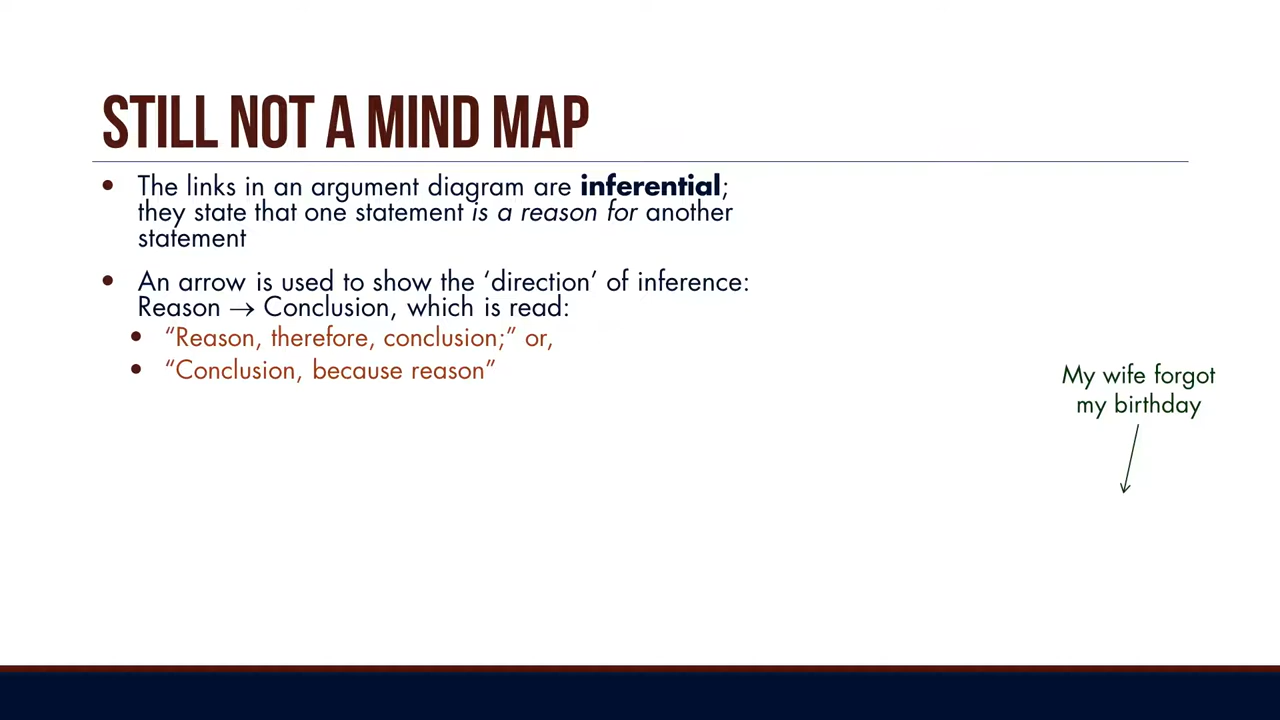 STILL NOT A MIND MAP
• The links in an argument diagram are inferential;
they state that one statement is a reason for another
statement
• An arrow is used to show the ‘direction’ of inference:
Reason → Conclusion, which is read:
• “Reason, therefore, conclusion;” or,
• “Conclusion, because reason”
My wife forgot
my birthday